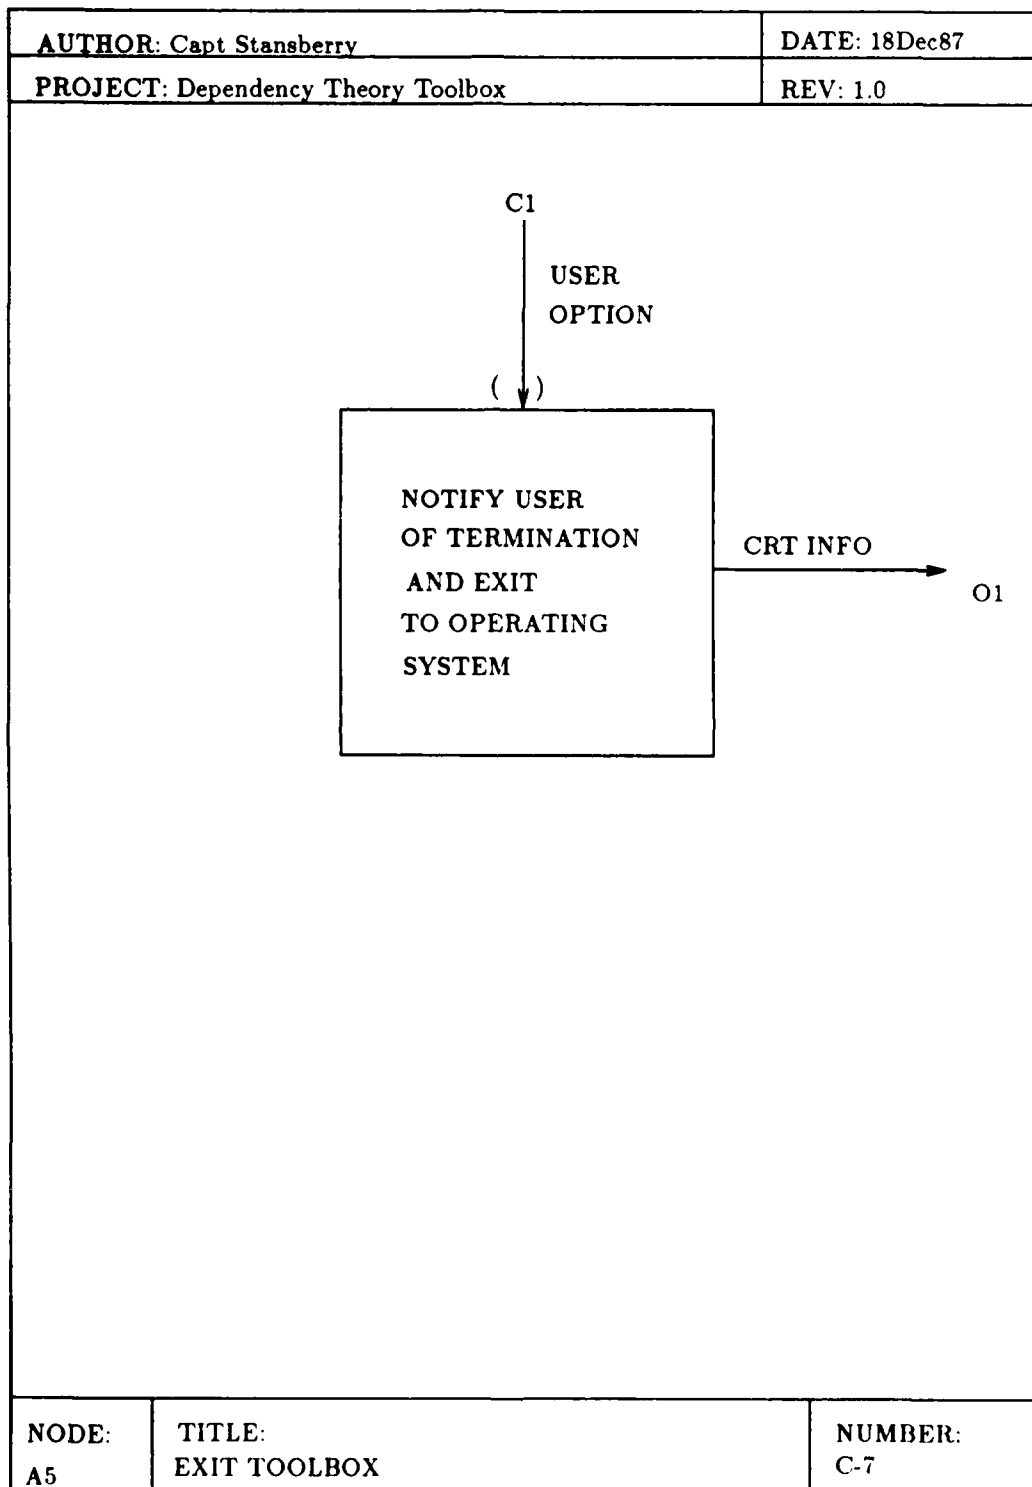 AUTHOR: Capt Stansberry
DATE: 18Dec87
PROJECT: Dependency Theory Toolbox
REV: 1.0
C1
USER
OPTION
( )
NOTIFY USER
OF TERMINATION
AND EXIT
TO OPERATING
SYSTEM
CRT INFO
O1
NODE:
A5
TITLE:
EXIT TOOLBOX
NUMBER:
C-7